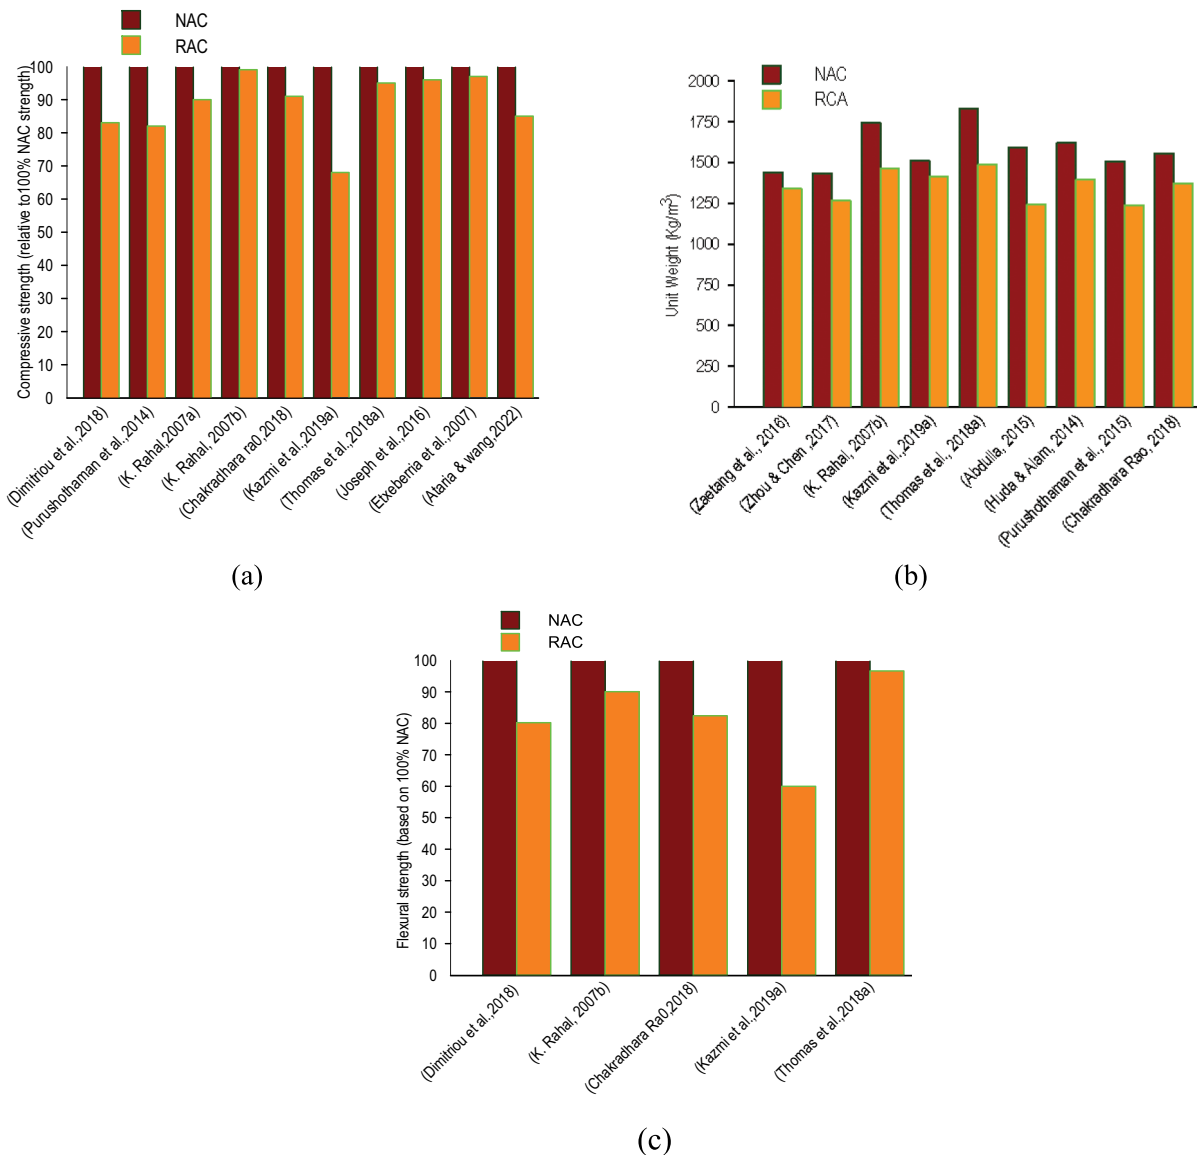 NAC
RAC
Compressive strength (relative to100% NAC strength)
100
90
80
70
60
50
40
30
20
10
0
(Dimitriou et al.,2018)
(Purushothaman et al.,2014)
(K. Rahal,2007a)
(K. Rahal, 2007b)
(Chakradhara ra0,2018)
(Kazmi et al.,2019a)
(Thomas et al.,2018a)
(Joseph et al.,2016)
(Etxeberria et al.,2007)
(Ataria & wang,2022)
(a)
NAC
RCA
Unit Weight (Kg/m³)
2000
1750
1500
1250
1000
750
500
250
0
(Zaetang et al., 2016)
(Zhou & Chen ,2017)
(K. Rahal, 2007b)
(Kazmi et al.,2019a)
(Thomas et al., 2018a)
(Abdulla, 2015)
(Huda & Alam, 2014)
(Purushothaman et al., 2015)
(Chakradhara Rao, 2018)
(b)
NAC
RAC
Flexural strength (based on 100% NAC)
100
90
80
70
60
50
40
30
20
10
0
(Dimitriou et al.,2018)
(K. Rahal, 2007b)
(Chakradhara Ra0,2018)
(Kazmi et al.,2019a)
(Thomas et al.,2018a)
(c)